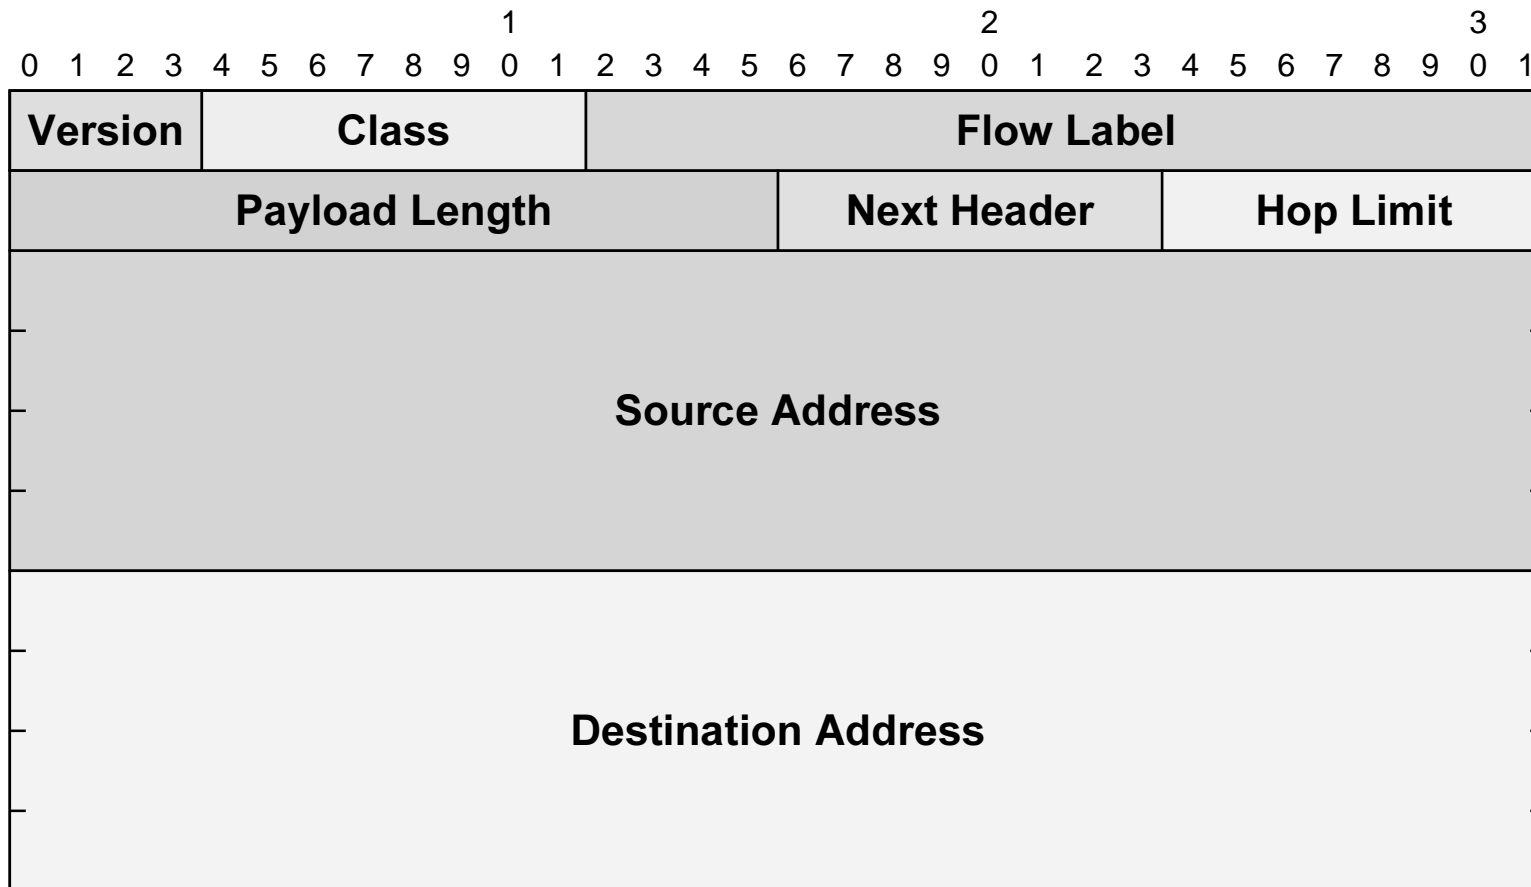 1 2 3
0 1 2 3 4 5 6 7 8 9 0 1 2 3 4 5 6 7 8 9 0 1 2 3 4 5 6 7 8 9 0 1
Version Class Flow Label
Payload Length Next Header Hop Limit
Source Address
Destination Address